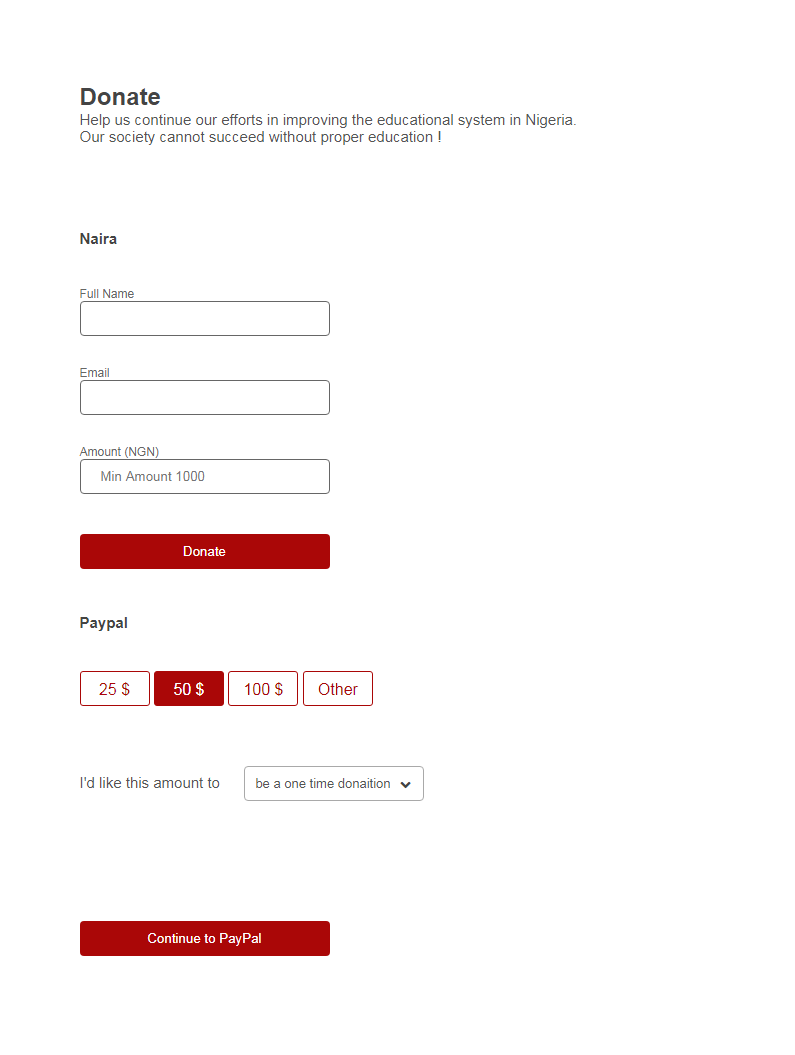 Donate
Help us continue our efforts in improving the educational system in Nigeria.
Our society cannot succeed without proper education !
Naira
Full Name
Email
Amount (NGN)
Min Amount 1000
Donate
Paypal
25 $ 50 $ 100 $ Other
I'd like this amount to be a one time donaition
Continue to PayPal